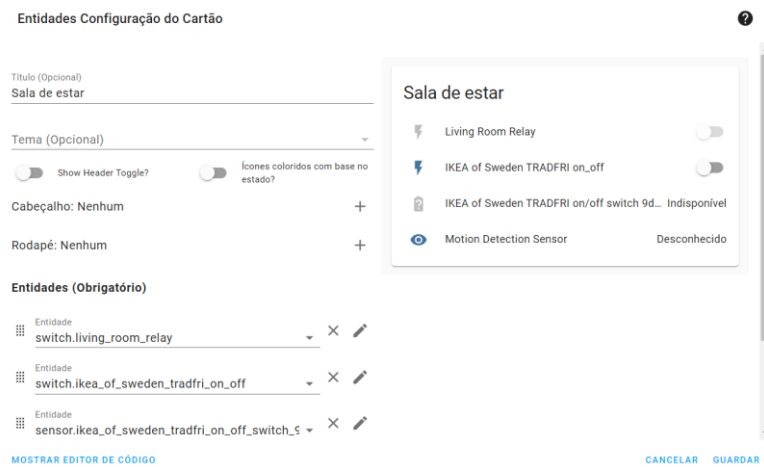 Entidades Configuração do Cartão
Título (Opcional)
Sala de estar
Tema (Opcional)
Show Header Toggle?
Ícones coloridos com base no
estado?
Cabeçalho: Nenhum
Rodapé: Nenhum
Entidades (Obrigatório)
Entidade
switch.living_room_relay
Entidade
switch.ikea_of_sweden_tradfri_on_off
Entidade
sensor.ikea_of_sweden_tradfri_on_off_switch_9
Sala de estar
Living Room Relay
IKEA of Sweden TRADFRI on_off
IKEA of Sweden TRADFRI on/off switch 9d... Indisponível
Motion Detection Sensor Desconhecido
MOSTRAR EDITOR DE CÓDIGO
CANCELAR GUARDAR